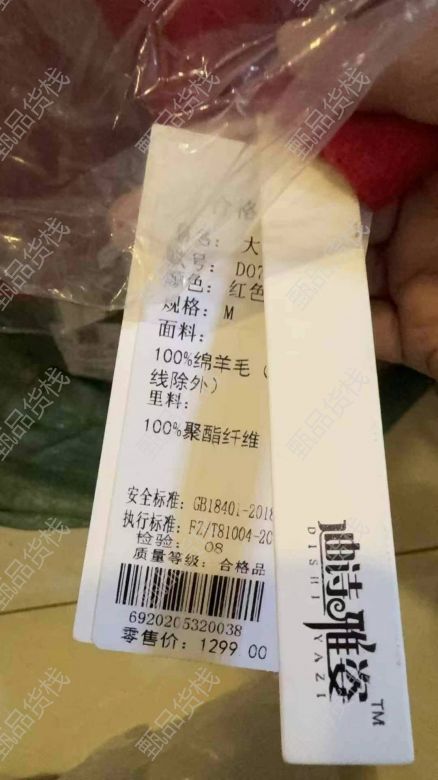 合格
名: 大
号: D07
颜色: 红色
规格: M
面料:
100%绵羊毛（
线除外）
里料:
100%聚酯纤维
安全标准: GB18401-2018
执行标准: FZ/T81004-20
检验: 08
质量等级: 合格品
6920205320038
零售价: 1299 00
迪诗雅姿
DISHI YAZI
TM
甄品货栈